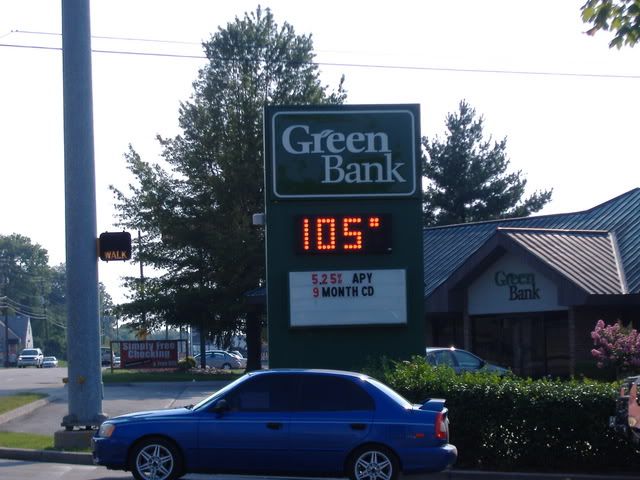 Green
Bank
105°
5.25% APY
9 MONTH CD
WALK
Green
Bank
Simply Free
Checking